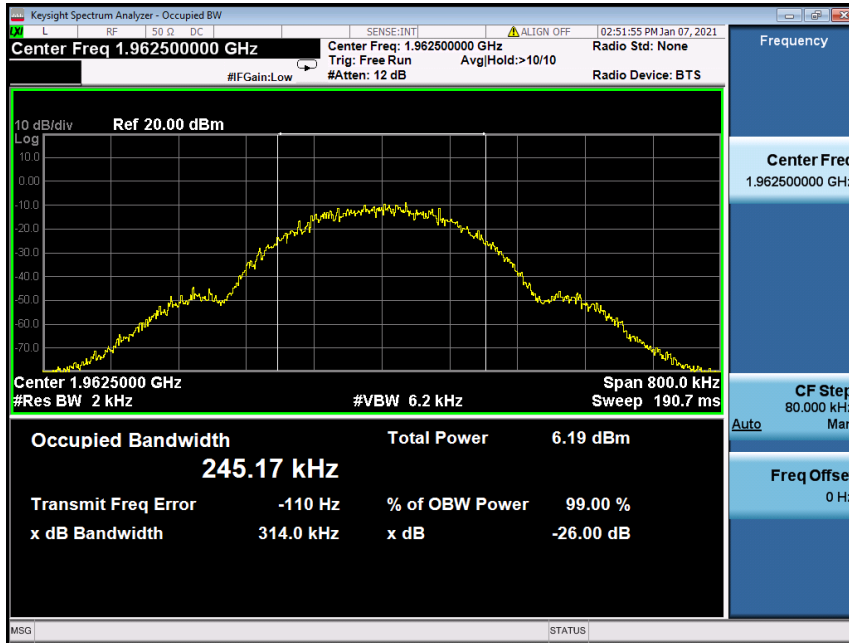 Keysight Spectrum Analyzer - Occupied BW
LXI L RF 50 Ω DC SENSE:INT ALIGN OFF 02:51:55 PM Jan 07, 2021
Center Freq 1.962500000 GHz
Center Freq: 1.962500000 GHz
Radio Std: None
Trig: Free Run Avg|Hold:>10/10
#IFGain:Low
#Atten: 12 dB
Radio Device: BTS
10 dB/div Ref 20.00 dBm
Log
10.0
0.00
-10.0
-20.0
-30.0
-40.0
-50.0
-60.0
-70.0
Center 1.9625000 GHz Span 800.0 kHz
#Res BW 2 kHz #VBW 6.2 kHz Sweep 190.7 ms
Occupied Bandwidth Total Power 6.19 dBm
245.17 kHz
Transmit Freq Error -110 Hz % of OBW Power 99.00 %
x dB Bandwidth 314.0 kHz x dB -26.00 dB
MSG STATUS
Frequency
Center Freq
1.962500000 GHz
CF Step
80.000 kHz
Auto Man
Freq Offse
0 Hz